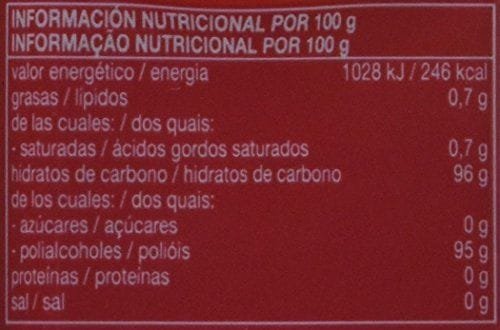 INFORMACIÓN NUTRICIONAL POR 100 g
INFORMAÇÃO NUTRICIONAL POR 100 g
valor energético / energia 1028 kJ / 246 kcal
grasas / lípidos 0,7 g
de las cuales: / dos quais:
- saturadas / ácidos gordos saturados 0,7 g
hidratos de carbono / hidratos de carbono 96 g
de los cuales: / dos quais:
- azúcares / açúcares 0 g
- polialcoholes / polióis 95 g
proteínas / proteínas 0 g
sal / sal 0 g